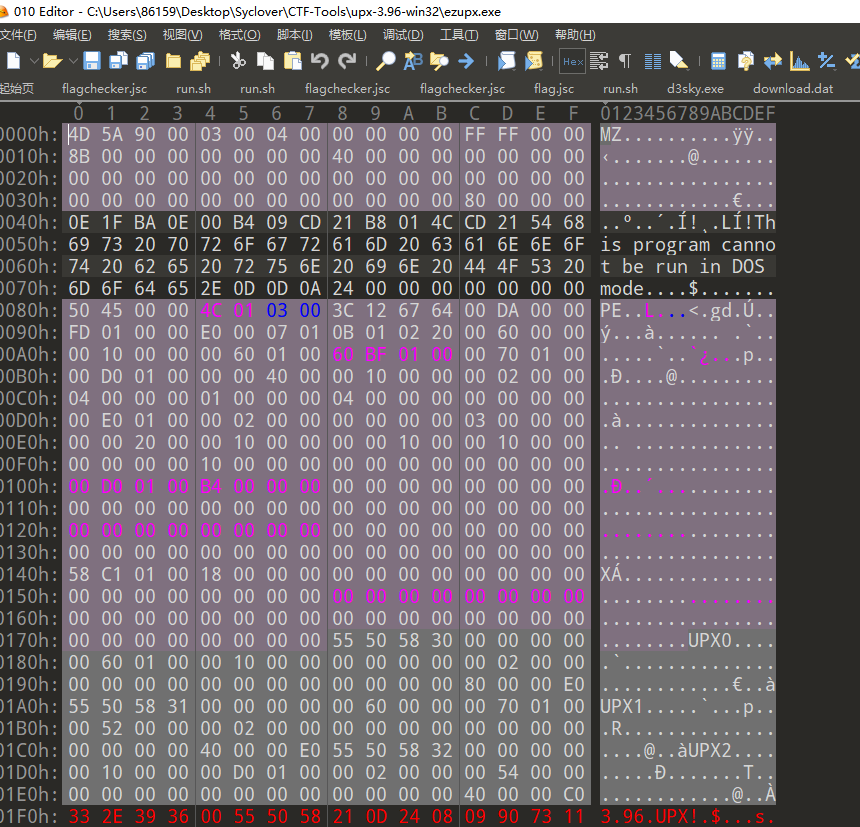 010 Editor - C:\Users\86159\Desktop\Syclover\CTF-Tools\upx-3.96-win32\ezupx.exe
文件(F) 编辑(E) 搜索(S) 视图(V) 格式(O) 脚本(I) 模板(L) 调试(D) 工具(T) 窗口(W) 帮助(H)
Hex
起始页 flagchecker.jsc run.sh run.sh flagchecker.jsc flagchecker.jsc flag.jsc run.sh d3sky.exe download.dat
0 1 2 3 4 5 6 7 8 9 A B C D E F 0123456789ABCDEF
0000h: 4D 5A 90 00 03 00 04 00 00 00 00 00 FF FF 00 00 MZ..........ÿÿ..
0010h: 8B 00 00 00 00 00 00 00 40 00 00 00 00 00 00 00 ‹.......@.......
0020h: 00 00 00 00 00 00 00 00 00 00 00 00 00 00 00 00 ................
0030h: 00 00 00 00 00 00 00 00 00 00 00 00 80 00 00 00 ............€...
0040h: 0E 1F BA 0E 00 B4 09 CD 21 B8 01 4C CD 21 54 68 ..º..´.Í!¸.LÍ!Th
0050h: 69 73 20 70 72 6F 67 72 61 6D 20 63 61 6E 6E 6F is program canno
0060h: 74 20 62 65 20 72 75 6E 20 69 6E 20 44 4F 53 20 t be run in DOS
0070h: 6D 6F 64 65 2E 0D 0D 0A 24 00 00 00 00 00 00 00 mode....$.......
0080h: 50 45 00 00 4C 01 03 00 3C 12 67 64 00 DA 00 00 PE..L...<.gd.Ú..
0090h: FD 01 00 00 E0 00 07 01 0B 01 02 20 00 60 00 00 ý...à...... .`..
00A0h: 00 10 00 00 00 60 01 00 60 BF 01 00 00 70 01 00 .....`..`¿...p..
00B0h: 00 D0 01 00 00 00 40 00 00 10 00 00 00 02 00 00 .Ð....@.........
00C0h: 04 00 00 00 01 00 00 00 04 00 00 00 00 00 00 00 ................
00D0h: 00 E0 01 00 00 02 00 00 00 00 00 00 03 00 00 00 .à..............
00E0h: 00 00 20 00 00 10 00 00 00 00 10 00 00 10 00 00 .. .............
00F0h: 00 00 00 00 10 00 00 00 00 00 00 00 00 00 00 00 ................
0100h: 00 D0 01 00 B4 00 00 00 00 00 00 00 00 00 00 00 .Ð..´...........
0110h: 00 00 00 00 00 00 00 00 00 00 00 00 00 00 00 00 ................
0120h: 00 00 00 00 00 00 00 00 00 00 00 00 00 00 00 00 ................
0130h: 00 00 00 00 00 00 00 00 00 00 00 00 00 00 00 00 ................
0140h: 58 C1 01 00 18 00 00 00 00 00 00 00 00 00 00 00 XÁ..............
0150h: 00 00 00 00 00 00 00 00 00 00 00 00 00 00 00 00 ................
0160h: 00 00 00 00 00 00 00 00 00 00 00 00 00 00 00 00 ................
0170h: 00 00 00 00 00 00 00 00 55 50 58 30 00 00 00 00 ........UPX0....
0180h: 00 60 01 00 00 10 00 00 00 00 00 00 00 02 00 00 .`..............
0190h: 00 00 00 00 00 00 00 00 00 00 00 00 80 00 00 E0 ............€..à
01A0h: 55 50 58 31 00 00 00 00 00 60 00 00 00 70 01 00 UPX1.....`...p..
01B0h: 00 52 00 00 00 02 00 00 00 00 00 00 00 00 00 00 .R..............
01C0h: 00 00 00 00 40 00 00 E0 55 50 58 32 00 00 00 00 ....@..àUPX2....
01D0h: 00 10 00 00 00 D0 01 00 00 02 00 00 00 54 00 00 .....Ð.......T..
01E0h: 00 00 00 00 00 00 00 00 00 00 00 00 40 00 00 C0 ............@..À
01F0h: 33 2E 39 36 00 55 50 58 21 0D 24 08 09 90 73 11 3.96.UPX!.$...s.